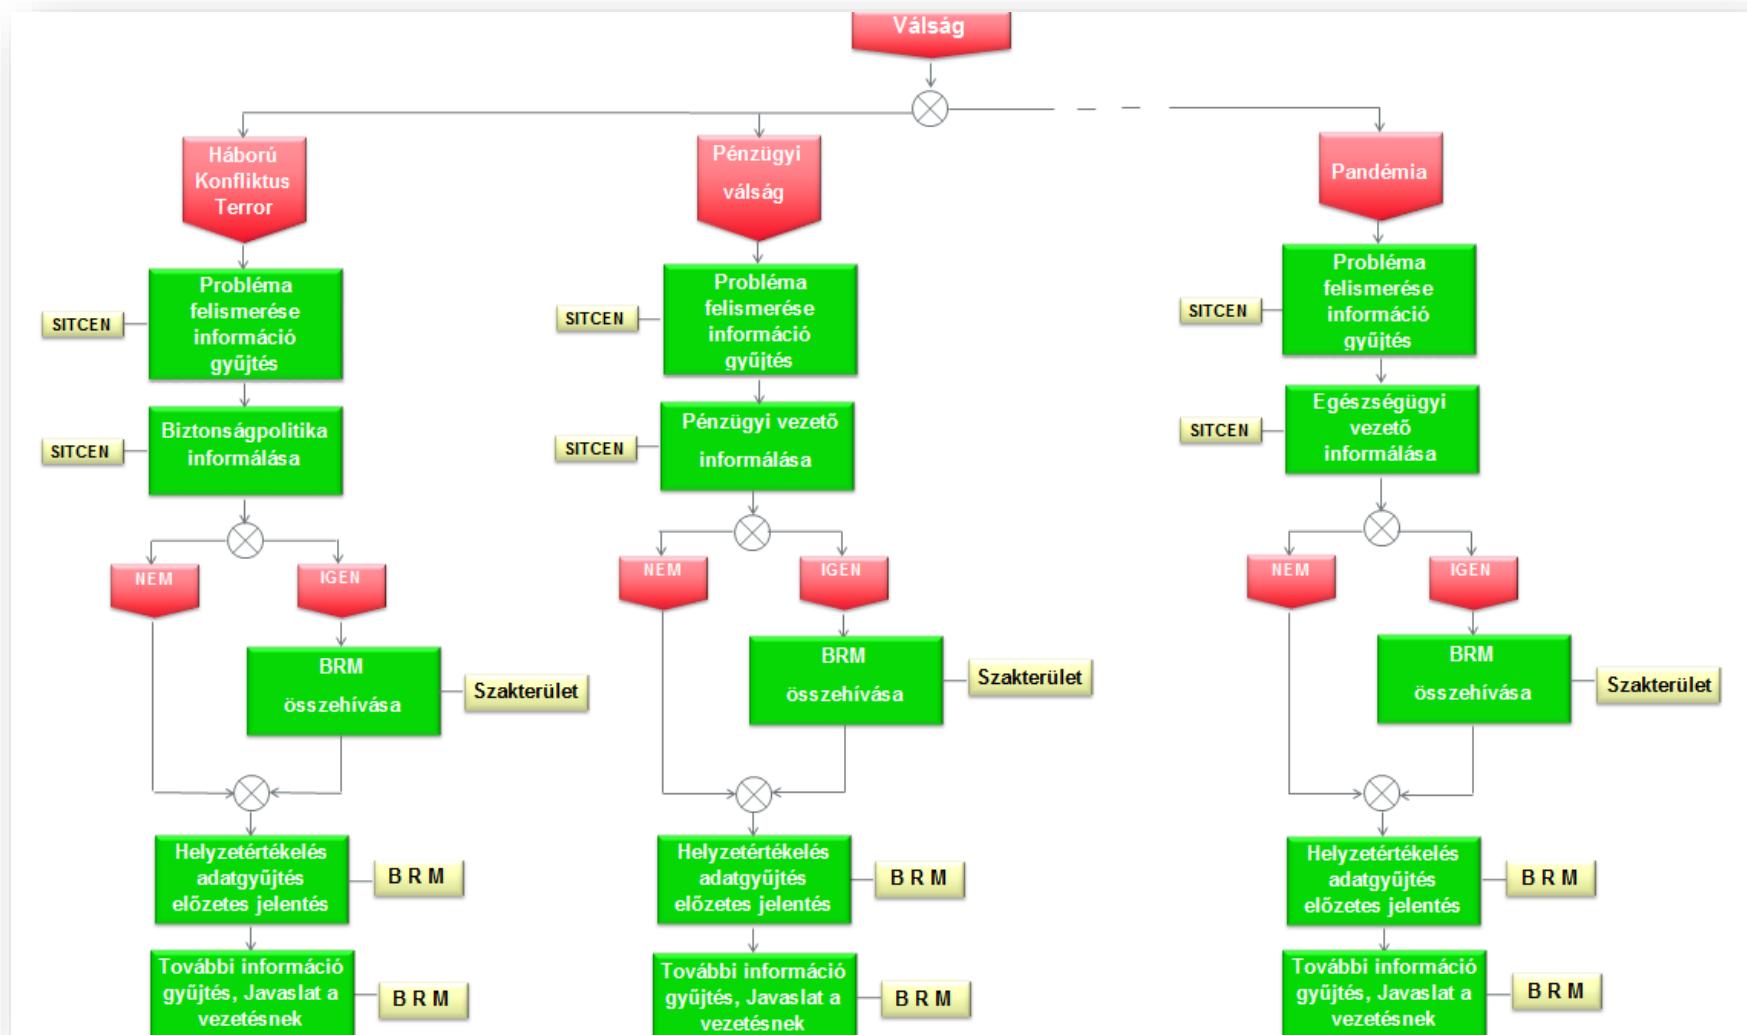 Válság
Háború
Konfliktus
Terror
Pénzügyi
válság
Pandémia
Probléma
felismerése
információ
gyűjtés
SITCEN
Probléma
felismerése
információ
gyűjtés
SITCEN
Probléma
felismerése
információ
gyűjtés
SITCEN
Biztonságpolitika
informálása
SITCEN
Pénzügyi vezető
informálása
SITCEN
Egészségügyi
vezető
informálása
SITCEN
NEM
IGEN
NEM
IGEN
NEM
IGEN
BRM
összehívása
Szakterület
BRM
összehívása
Szakterület
BRM
összehívása
Szakterület
Helyzetértékelés
adatgyűjtés
előzetes jelentés
B R M
Helyzetértékelés
adatgyűjtés
előzetes jelentés
B R M
Helyzetértékelés
adatgyűjtés
előzetes jelentés
B R M
További információ
gyűjtés, Javaslat a
vezetésnek
B R M
További információ
gyűjtés, Javaslat a
vezetésnek
B R M
További információ
gyűjtés, Javaslat a
vezetésnek
B R M